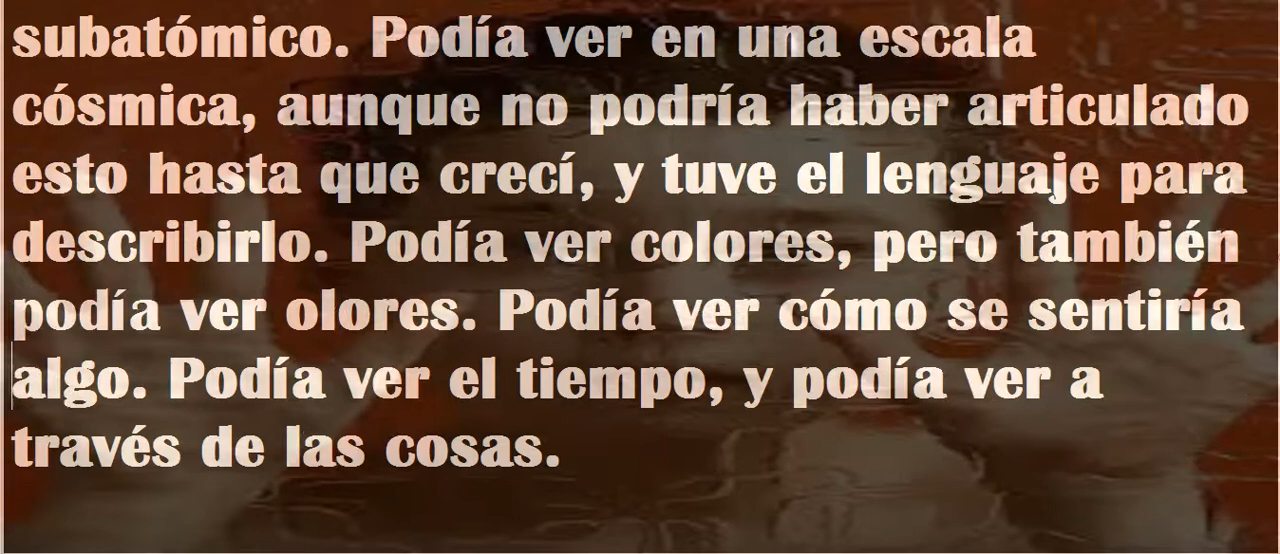 subatómico. Podía ver en una escala
cósmica, aunque no podría haber articulado
esto hasta que crecí, y tuve el lenguaje para
describirlo. Podía ver colores, pero también
podía ver olores. Podía ver cómo se sentiría
algo. Podía ver el tiempo, y podía ver a
través de las cosas.